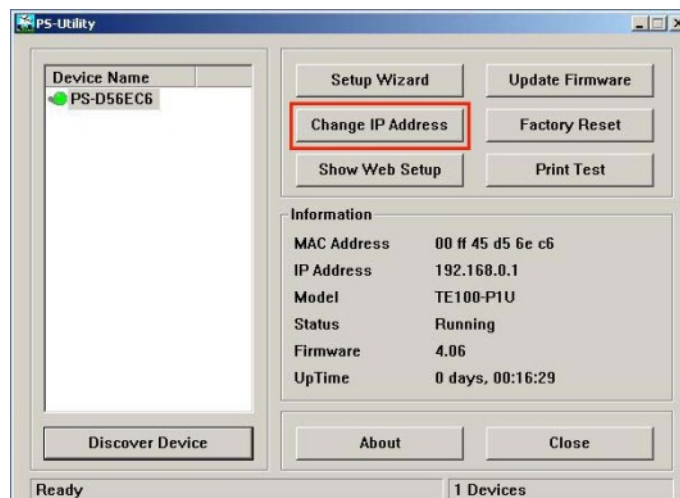 PS-Utility
Device Name
PS-D56EC6
Discover Device
Setup Wizard
Update Firmware
Change IP Address
Factory Reset
Show Web Setup
Print Test
Information
MAC Address 00 ff 45 d5 6e c6
IP Address 192.168.0.1
Model TE100-P1U
Status Running
Firmware 4.06
UpTime 0 days, 00:16:29
About
Close
Ready
1 Devices